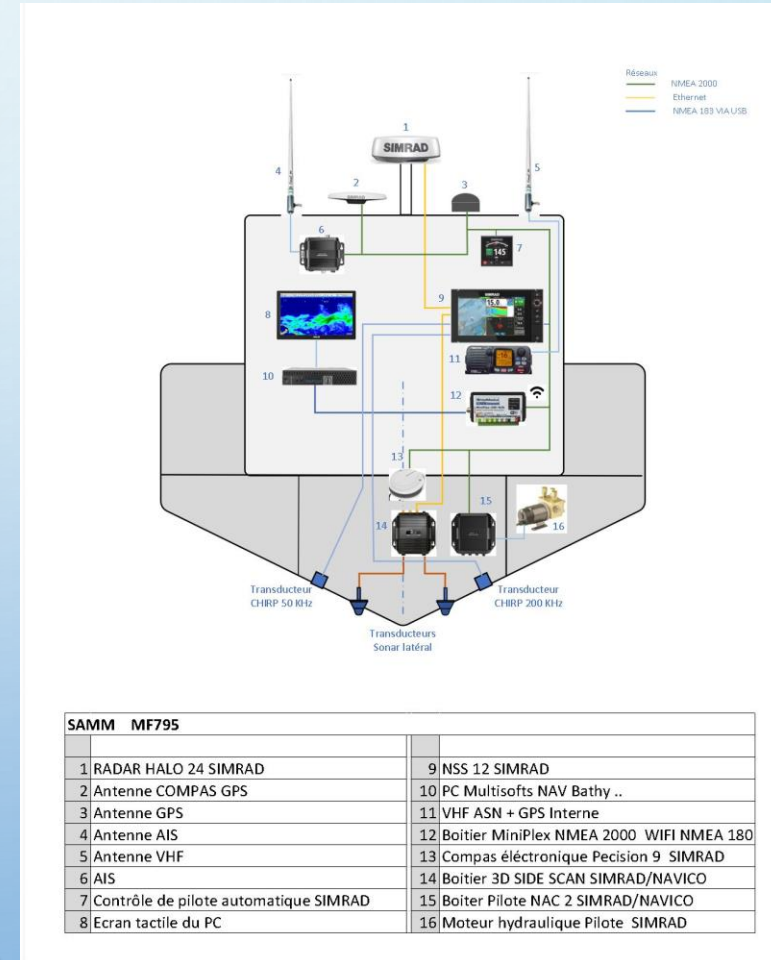 Réseaux
NMEA 2000
Ethernet
NMEA 183 VIA USB
1
SIMRAD
4
2
3
5
6
7
145
8
9
SIMRAD
15.0
10
11
12
13
14
15
16
Transducteur
CHIRP 50 KHz
Transducteur
CHIRP 200 KHz
Transducteurs
Sonar latéral
SAMM MF795
1 RADAR HALO 24 SIMRAD
2 Antenne COMPAS GPS
3 Antenne GPS
4 Antenne AIS
5 Antenne VHF
6 AIS
7 Contrôle de pilote automatique SIMRAD
8 Ecran tactile du PC
9 NSS 12 SIMRAD
10 PC Multisofts NAV Bathy ..
11 VHF ASN + GPS Interne
12 Boitier MiniPlex NMEA 2000 WIFI NMEA 180
13 Compas éléctronique Pecision 9 SIMRAD
14 Boitier 3D SIDE SCAN SIMRAD/NAVICO
15 Boiter Pilote NAC 2 SIMRAD/NAVICO
16 Moteur hydraulique Pilote SIMRAD